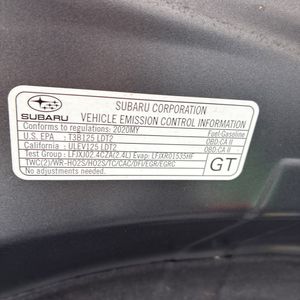 SUBARU
SUBARU CORPORATION
VEHICLE EMISSION CONTROL INFORMATION
Conforms to regulations: 2020MY Fuel:Gasoline
U.S. EPA : T3B125 LDT2 OBD:CA II
California : ULEV125 LDT2 OBD:CA II
Test Group : LFJXJ02.4CZA(2.4L) Evap: LFJXR0153SHF
TWC(2)/WR-HO2S/HO2S/TC/CAC/DFI/EGR/EGRC
No adjustments needed.
GT